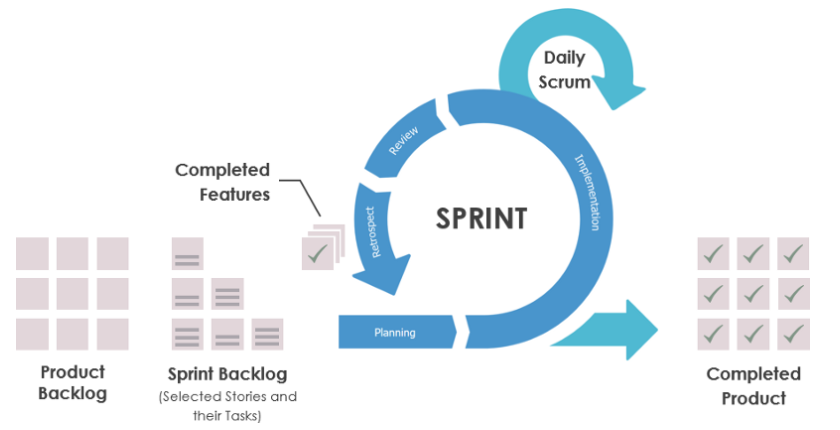 Daily
Scrum
Review
Implementation
Completed
Features
Retrospect
SPRINT
Planning
Product
Backlog
Sprint Backlog
(Selected Stories and
their Tasks)
Completed
Product